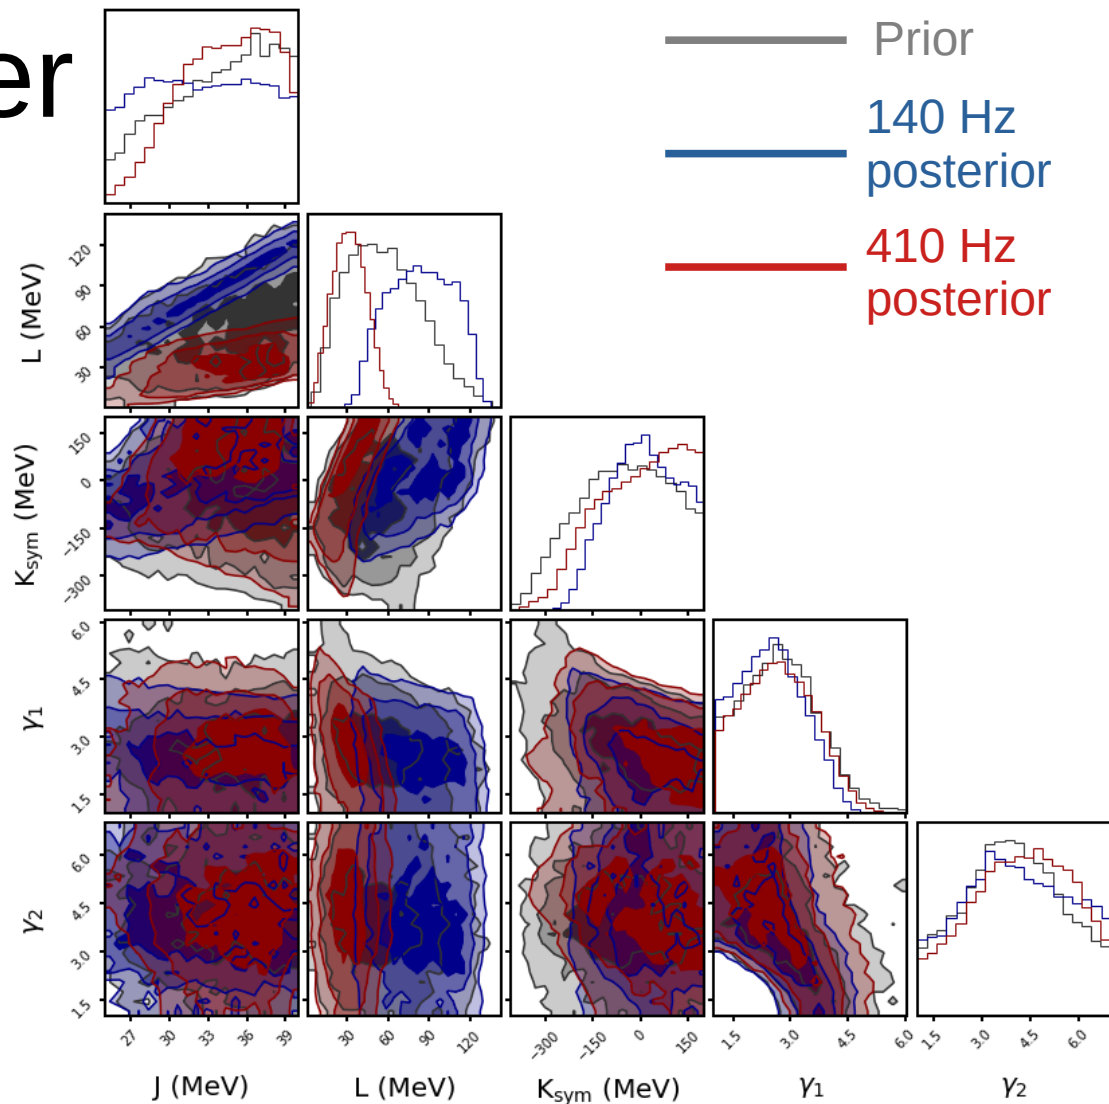 er
Prior
140 Hz
posterior
410 Hz
posterior
L (MeV)
120
90
60
30
Ksym (MeV)
150
0
−150
−300
γ1
6.0
4.5
3.0
1.5
γ2
6.0
4.5
3.0
1.5
27 30 33 36 39
30 60 90 120
−300 −150 0 150
1.5 3.0 4.5 6.0
1.5 3.0 4.5 6.0
J (MeV) L (MeV) Ksym (MeV) γ1 γ2